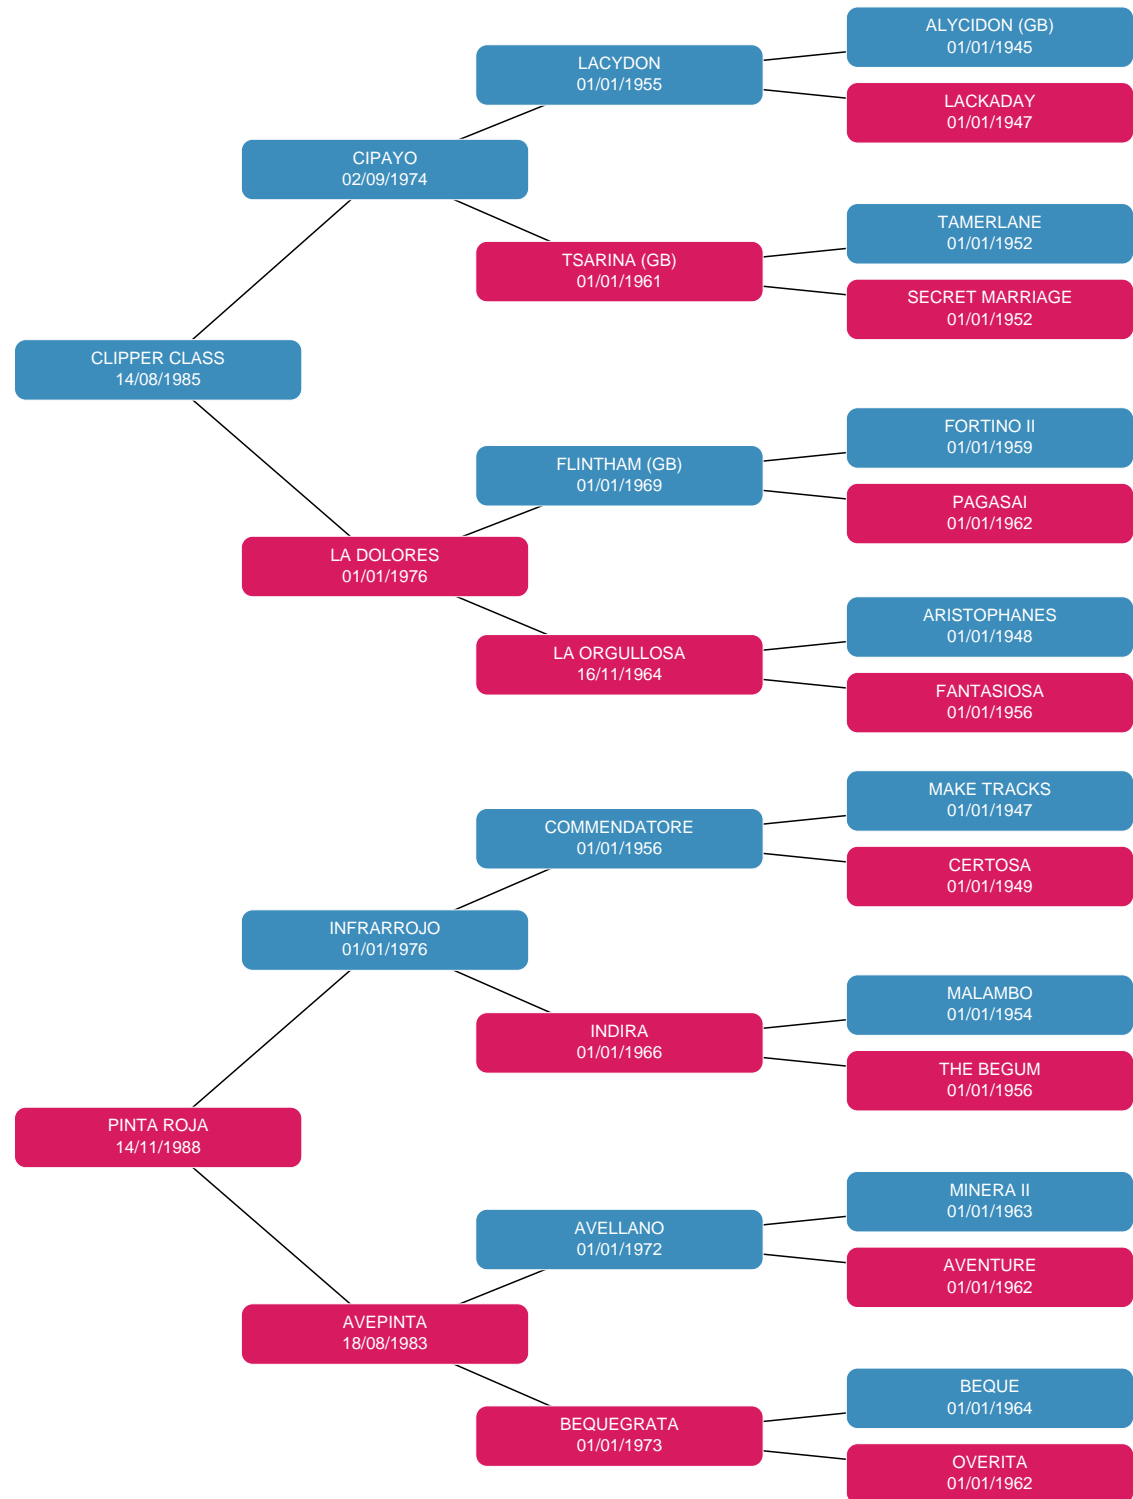 ALYCIDON (GB)
01/01/1945
LACYDON
01/01/1955
LACKADAY
01/01/1947
CIPAYO
02/09/1974
TAMERLANE
01/01/1952
TSARINA (GB)
01/01/1961
SECRET MARRIAGE
01/01/1952
CLIPPER CLASS
14/08/1985
FORTINO II
01/01/1959
FLINTHAM (GB)
01/01/1969
PAGASAI
01/01/1962
LA DOLORES
01/01/1976
ARISTOPHANES
01/01/1948
LA ORGULLOSA
16/11/1964
FANTASIOSA
01/01/1956
MAKE TRACKS
01/01/1947
COMMENDATORE
01/01/1956
CERTOSA
01/01/1949
INFRARROJO
01/01/1976
MALAMBO
01/01/1954
INDIRA
01/01/1966
THE BEGUM
01/01/1956
PINTA ROJA
14/11/1988
MINERA II
01/01/1963
AVELLANO
01/01/1972
AVENTURE
01/01/1962
AVEPINTA
18/08/1983
BEQUE
01/01/1964
BEQUEGRATA
01/01/1973
OVERITA
01/01/1962